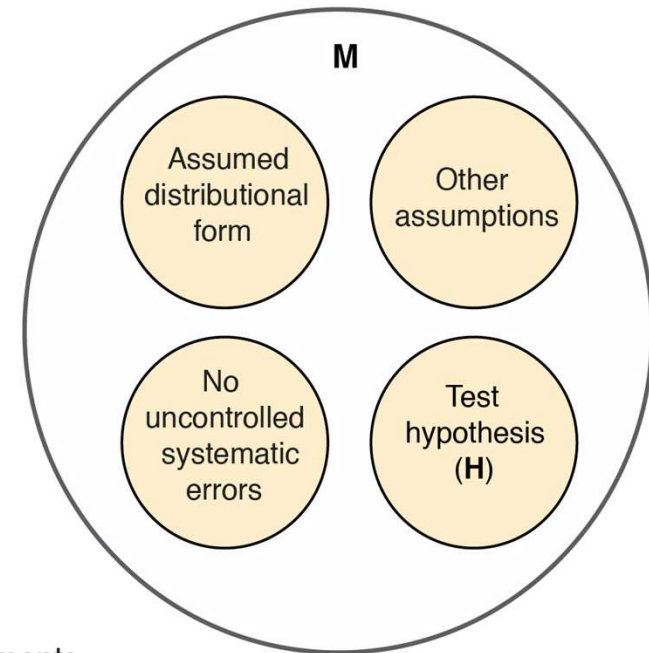 M
Assumed
distributional
form
Other
assumptions
No
uncontrolled
systematic
errors
Test
hypothesis
(H)